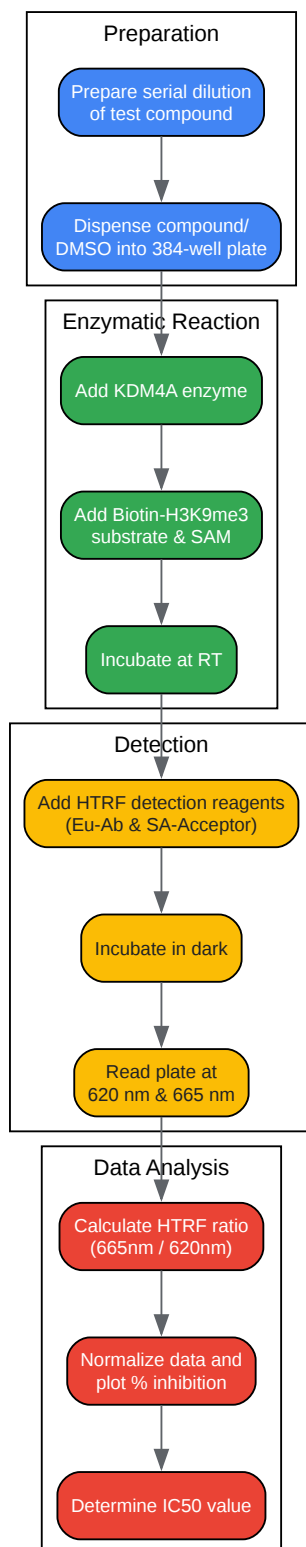 Preparation
Prepare serial dilution
of test compound
Dispense compound/
DMSO into 384-well plate
Enzymatic Reaction
Add KDM4A enzyme
Add Biotin-H3K9me3
substrate & SAM
Incubate at RT
Detection
Add HTRF detection reagents
(Eu-Ab & SA-Acceptor)
Incubate in dark
Read plate at
620 nm & 665 nm
Data Analysis
Calculate HTRF ratio
(665nm / 620nm)
Normalize data and
plot % inhibition
Determine IC50 value